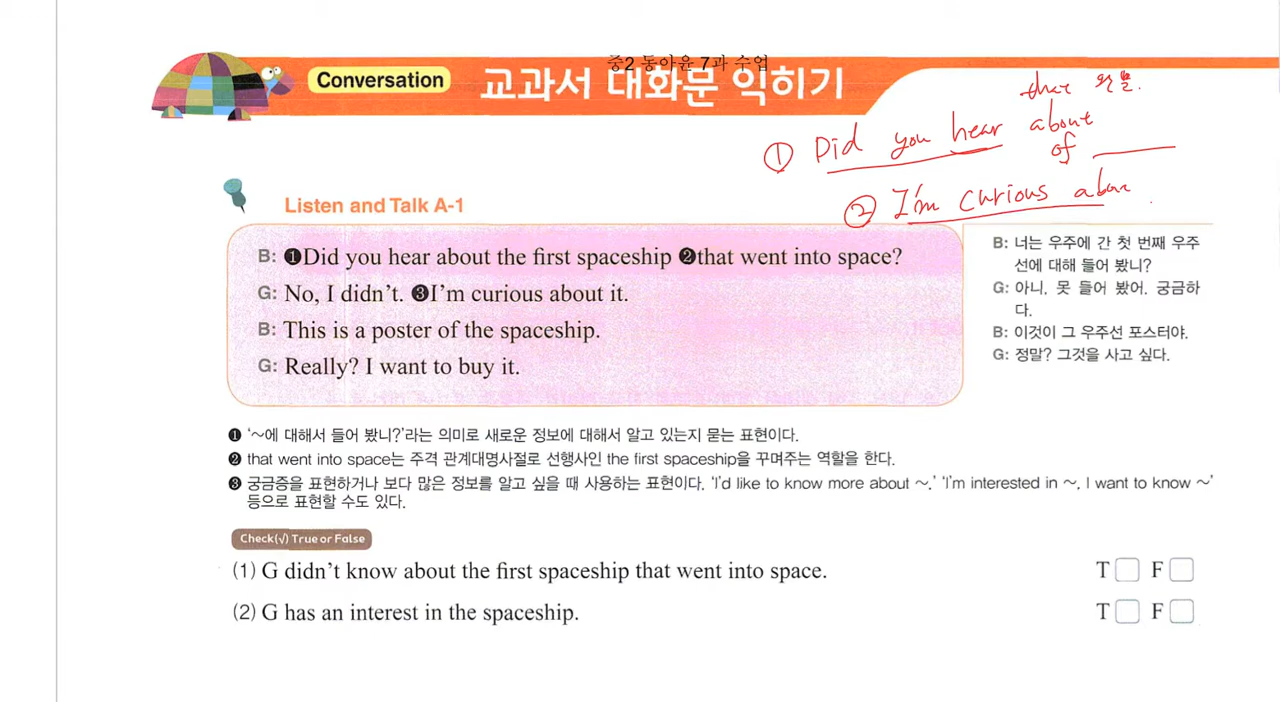 중2 동아윤 7과 수업
Conversation 교과서 대화문 익히기
that
① Did you hear about
of
② I'm curious abou
Listen and Talk A-1
B: ❶Did you hear about the first spaceship ❷that went into space?
G: No, I didn't. ❸I'm curious about it.
B: This is a poster of the spaceship.
G: Really? I want to buy it.
B: 너는 우주에 간 첫 번째 우주
선에 대해 들어 봤니?
G: 아니, 못 들어 봤어. 궁금하
다.
B: 이것이 그 우주선 포스터야.
G: 정말? 그것을 사고 싶다.
❶ '~에 대해서 들어 봤니?'라는 의미로 새로운 정보에 대해서 알고 있는지 묻는 표현이다.
❷ that went into space는 주격 관계대명사절로 선행사인 the first spaceship을 꾸며주는 역할을 한다.
❸ 궁금증을 표현하거나 보다 많은 정보를 알고 싶을 때 사용하는 표현이다. 'I'd like to know more about ~.' 'I'm interested in ~, I want to know ~'
등으로 표현할 수도 있다.
Check(√) True or False
(1) G didn't know about the first spaceship that went into space. T F
(2) G has an interest in the spaceship. T F